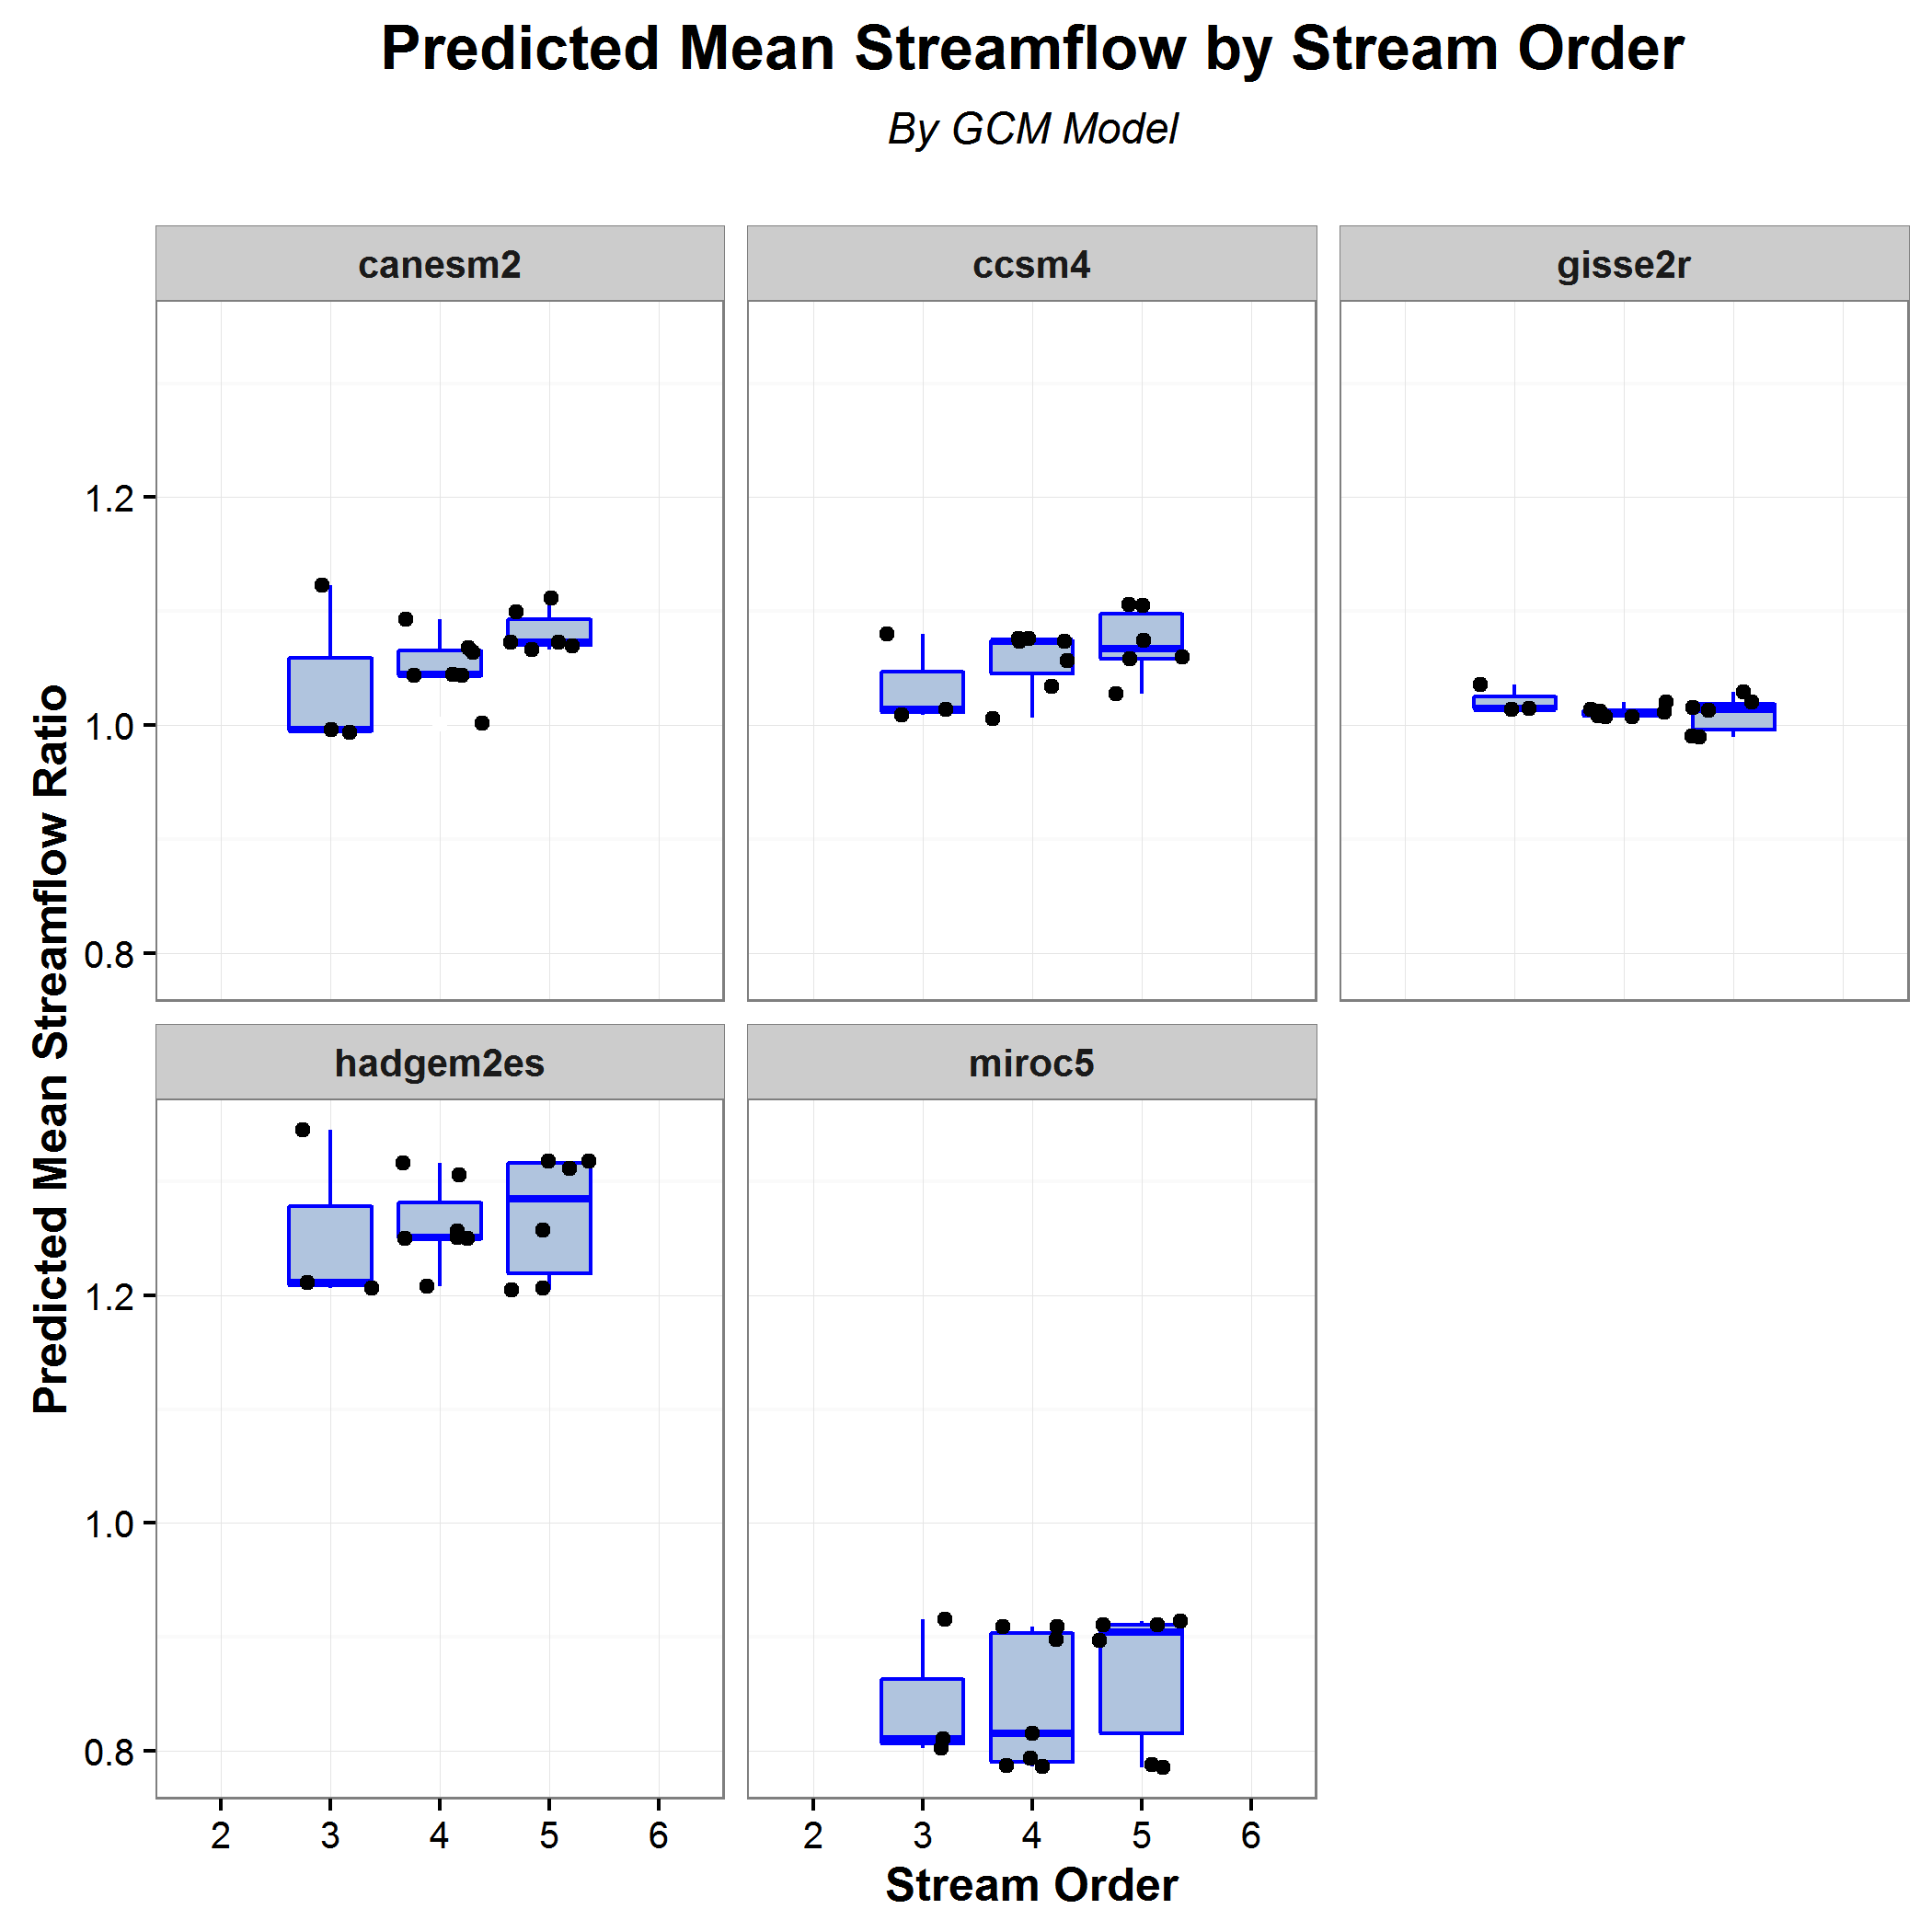 Predicted Mean Streamflow by Stream Order
By GCM Model
canesm2
ccsm4
gisse2r
1.2
1.0
0.8
Predicted Mean Streamflow Ratio
hadgem2es
miroc5
1.2
1.0
0.8
2 3 4 5 6
2 3 4 5 6
Stream Order